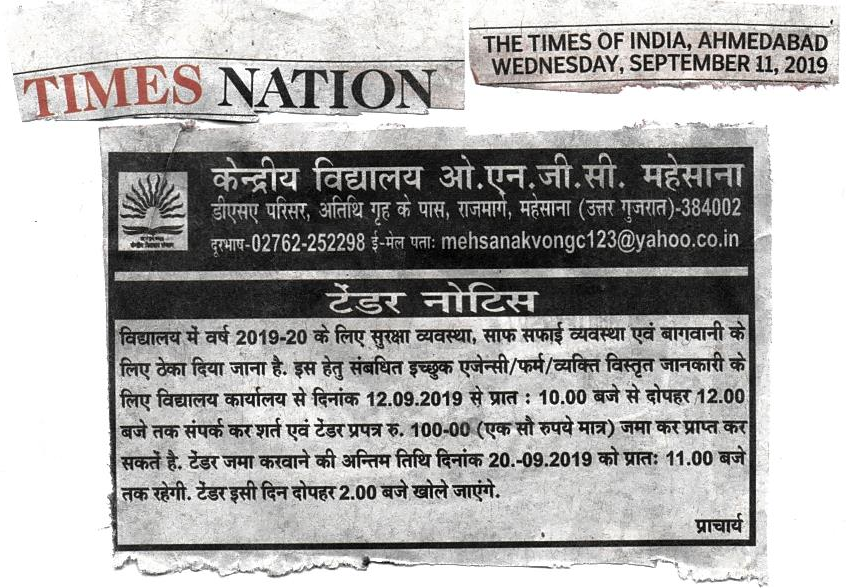 TIMES NATION
THE TIMES OF INDIA, AHMEDABAD
WEDNESDAY, SEPTEMBER 11, 2019
केन्द्रीय विद्यालय ओ.एन.जी.सी. महेसाना
डीएसए परिसर, अतिथि गृह के पास, राजमार्ग, महेसाना (उत्तर गुजरात)-384002
दूरभाष-02762-252298 ई-मेल पताः mehsanakvongc123@yahoo.co.in
टेंडर नोटिस
विद्यालय में वर्ष 2019-20 के लिए सुरक्षा व्यवस्था, साफ सफाई व्यवस्था एवं बागवानी के
लिए ठेका दिया जाना है. इस हेतु संबधित इच्छुक एजेन्सी/फर्म/व्यक्ति विस्तृत जानकारी के
लिए विद्यालय कार्यालय से दिनांक 12.09.2019 से प्रात : 10.00 बजे से दोपहर 12.00
बजे तक संपर्क कर शर्त एवं टेंडर प्रपत्र रु. 100-00 (एक सौ रुपये मात्र) जमा कर प्राप्त कर
सकतें है. टेंडर जमा करवाने की अन्तिम तिथि दिनांक 20.-09.2019 को प्रातः 11.00 बजे
तक रहेगी. टेंडर इसी दिन दोपहर 2.00 बजे खोले जाएंगे.
प्राचार्य